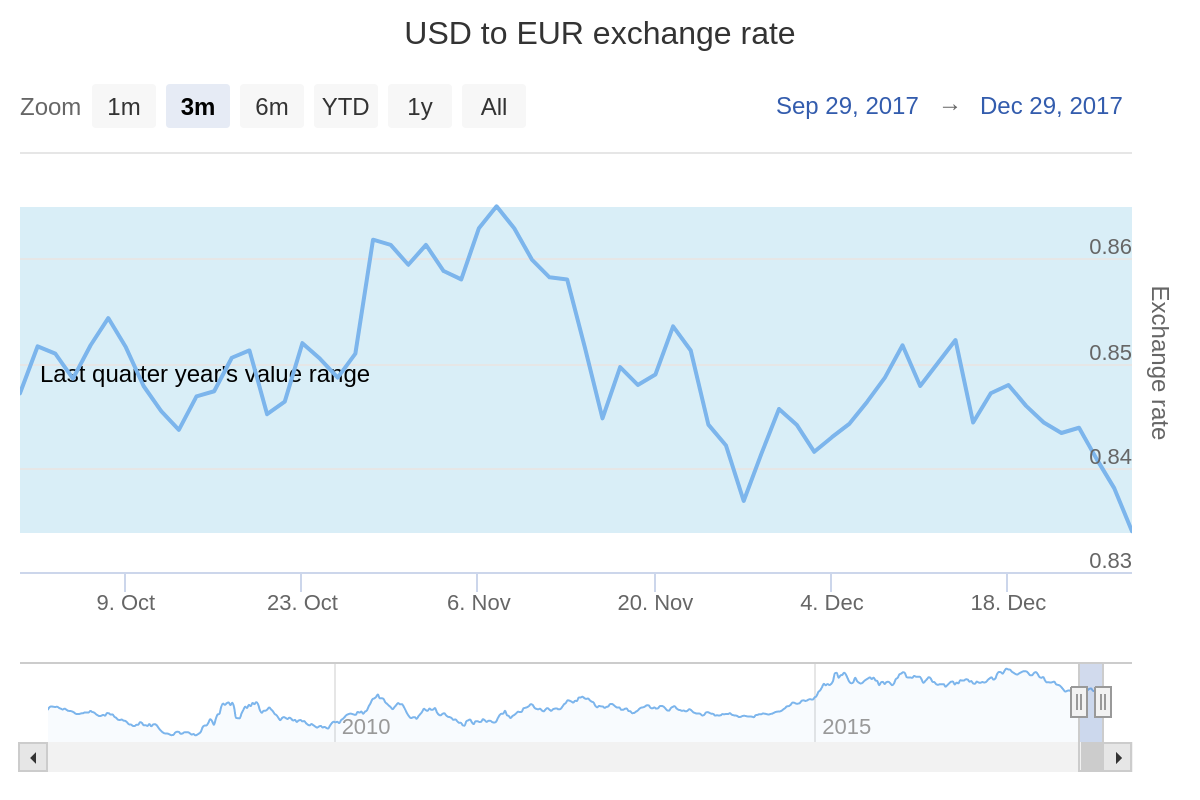 USD to EUR exchange rate
Zoom 1m 3m 6m YTD 1y All Sep 29, 2017 → Dec 29, 2017
0.86
0.85
Last quarter year's value range
0.84
0.83
Exchange rate
9. Oct 23. Oct 6. Nov 20. Nov 4. Dec 18. Dec
2010 2015